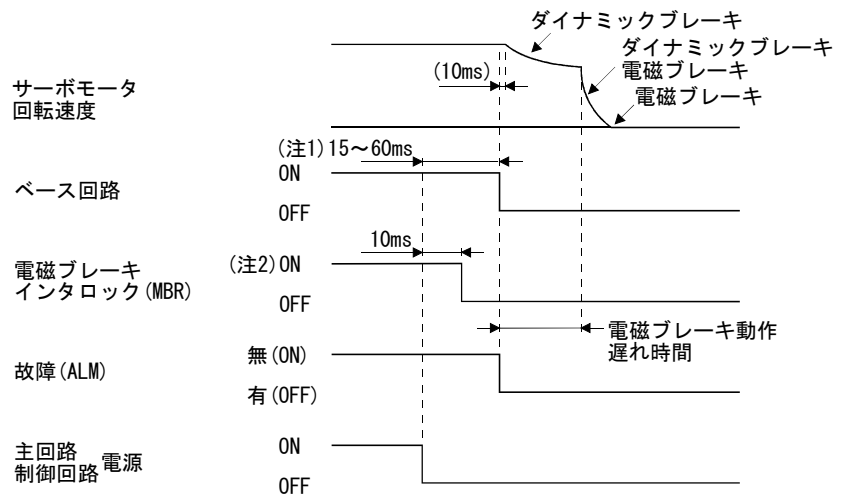 ダイナミックブレーキ
ダイナミックブレーキ
電磁ブレーキ
電磁ブレーキ
(10ms)
サーボモータ
回転速度
(注1)15～60ms
ON
ベース回路
OFF
10ms
電磁ブレーキ
インタロック(MBR)
(注2)ON
OFF
電磁ブレーキ動作
遅れ時間
無(ON)
故障(ALM)
有(OFF)
主回路
制御回路 電源
ON
OFF